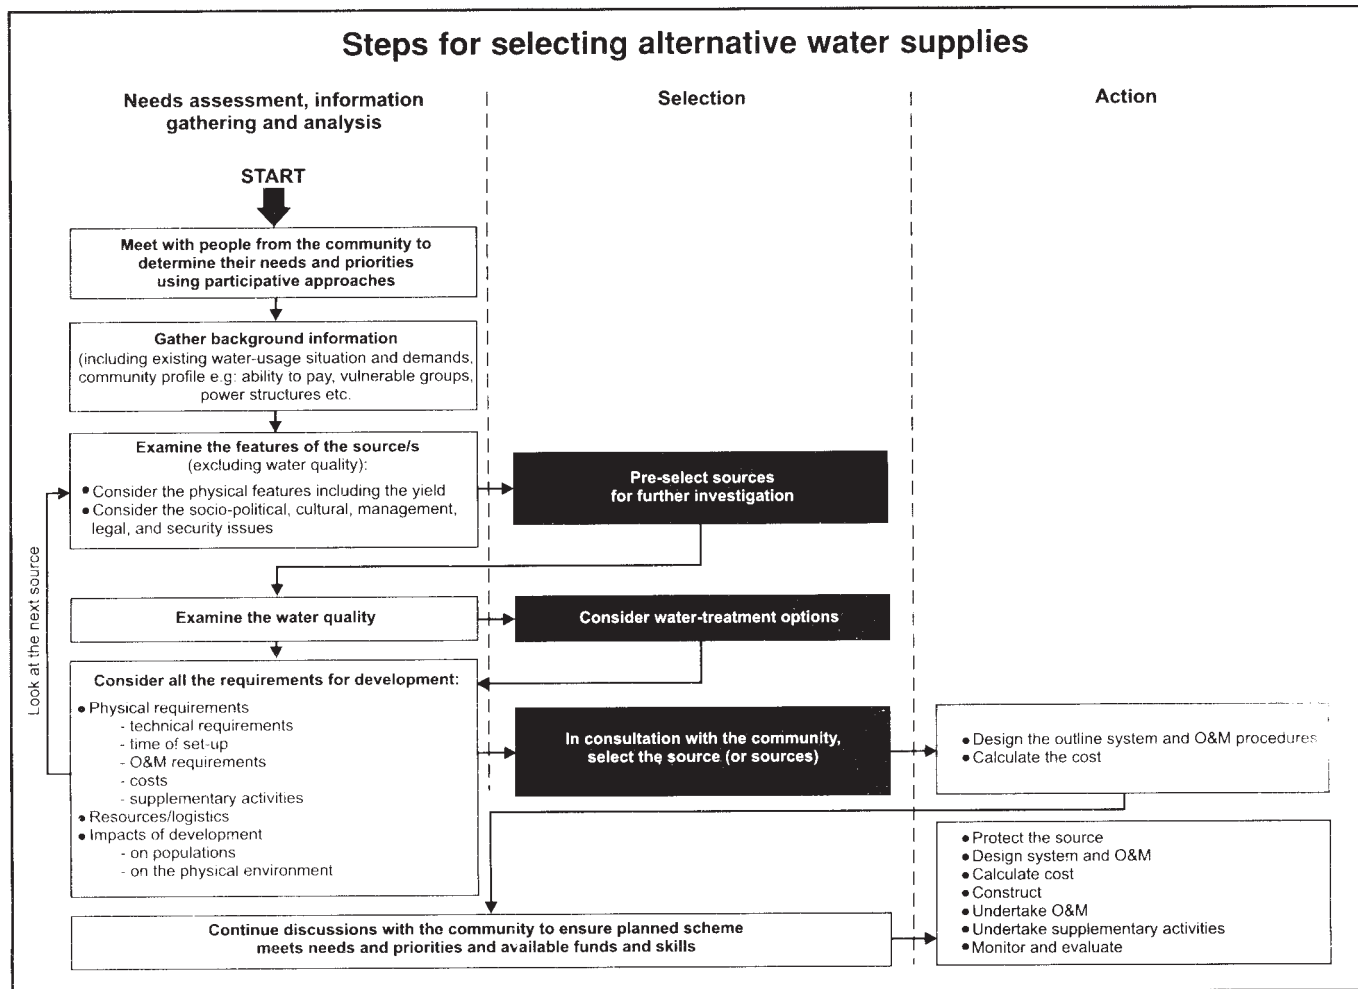 Steps for selecting alternative water supplies
Needs assessment, information
gathering and analysis
Selection
Action
START
Meet with people from the community to
determine their needs and priorities
using participative approaches
Gather background information
(including existing water-usage situation and demands,
community profile e.g: ability to pay, vulnerable groups,
power structures etc.
Examine the features of the source/s
(excluding water quality):
● Consider the physical features including the yield
● Consider the socio-political, cultural, management,
legal, and security issues
Pre-select sources
for further investigation
Look at the next source
Examine the water quality
Consider water-treatment options
Consider all the requirements for development:
● Physical requirements
- technical requirements
- time of set-up
- O&M requirements
- costs
- supplementary activities
● Resources/logistics
● Impacts of development
- on populations
- on the physical environment
In consultation with the community,
select the source (or sources)
● Design the outline system and O&M procedures
● Calculate the cost
● Protect the source
● Design system and O&M
● Calculate cost
● Construct
● Undertake O&M
● Undertake supplementary activities
● Monitor and evaluate
Continue discussions with the community to ensure planned scheme
meets needs and priorities and available funds and skills